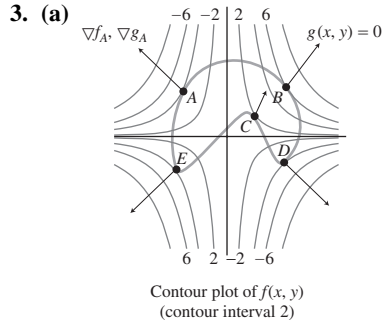 3. (a)
−6 −2 2 6
∇f_A, ∇g_A
g(x, y) = 0
A
B
C
D
E
6 2 −2 −6
Contour plot of f(x, y)
(contour interval 2)